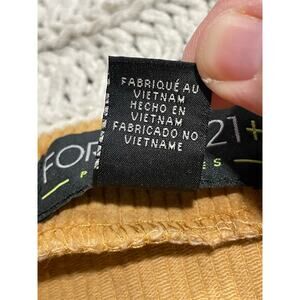 FABRIQUÉ AU
VIETNAM
HECHO EN
VIETNAM
FABRICADO NO
VIETNAME
FOR
21+